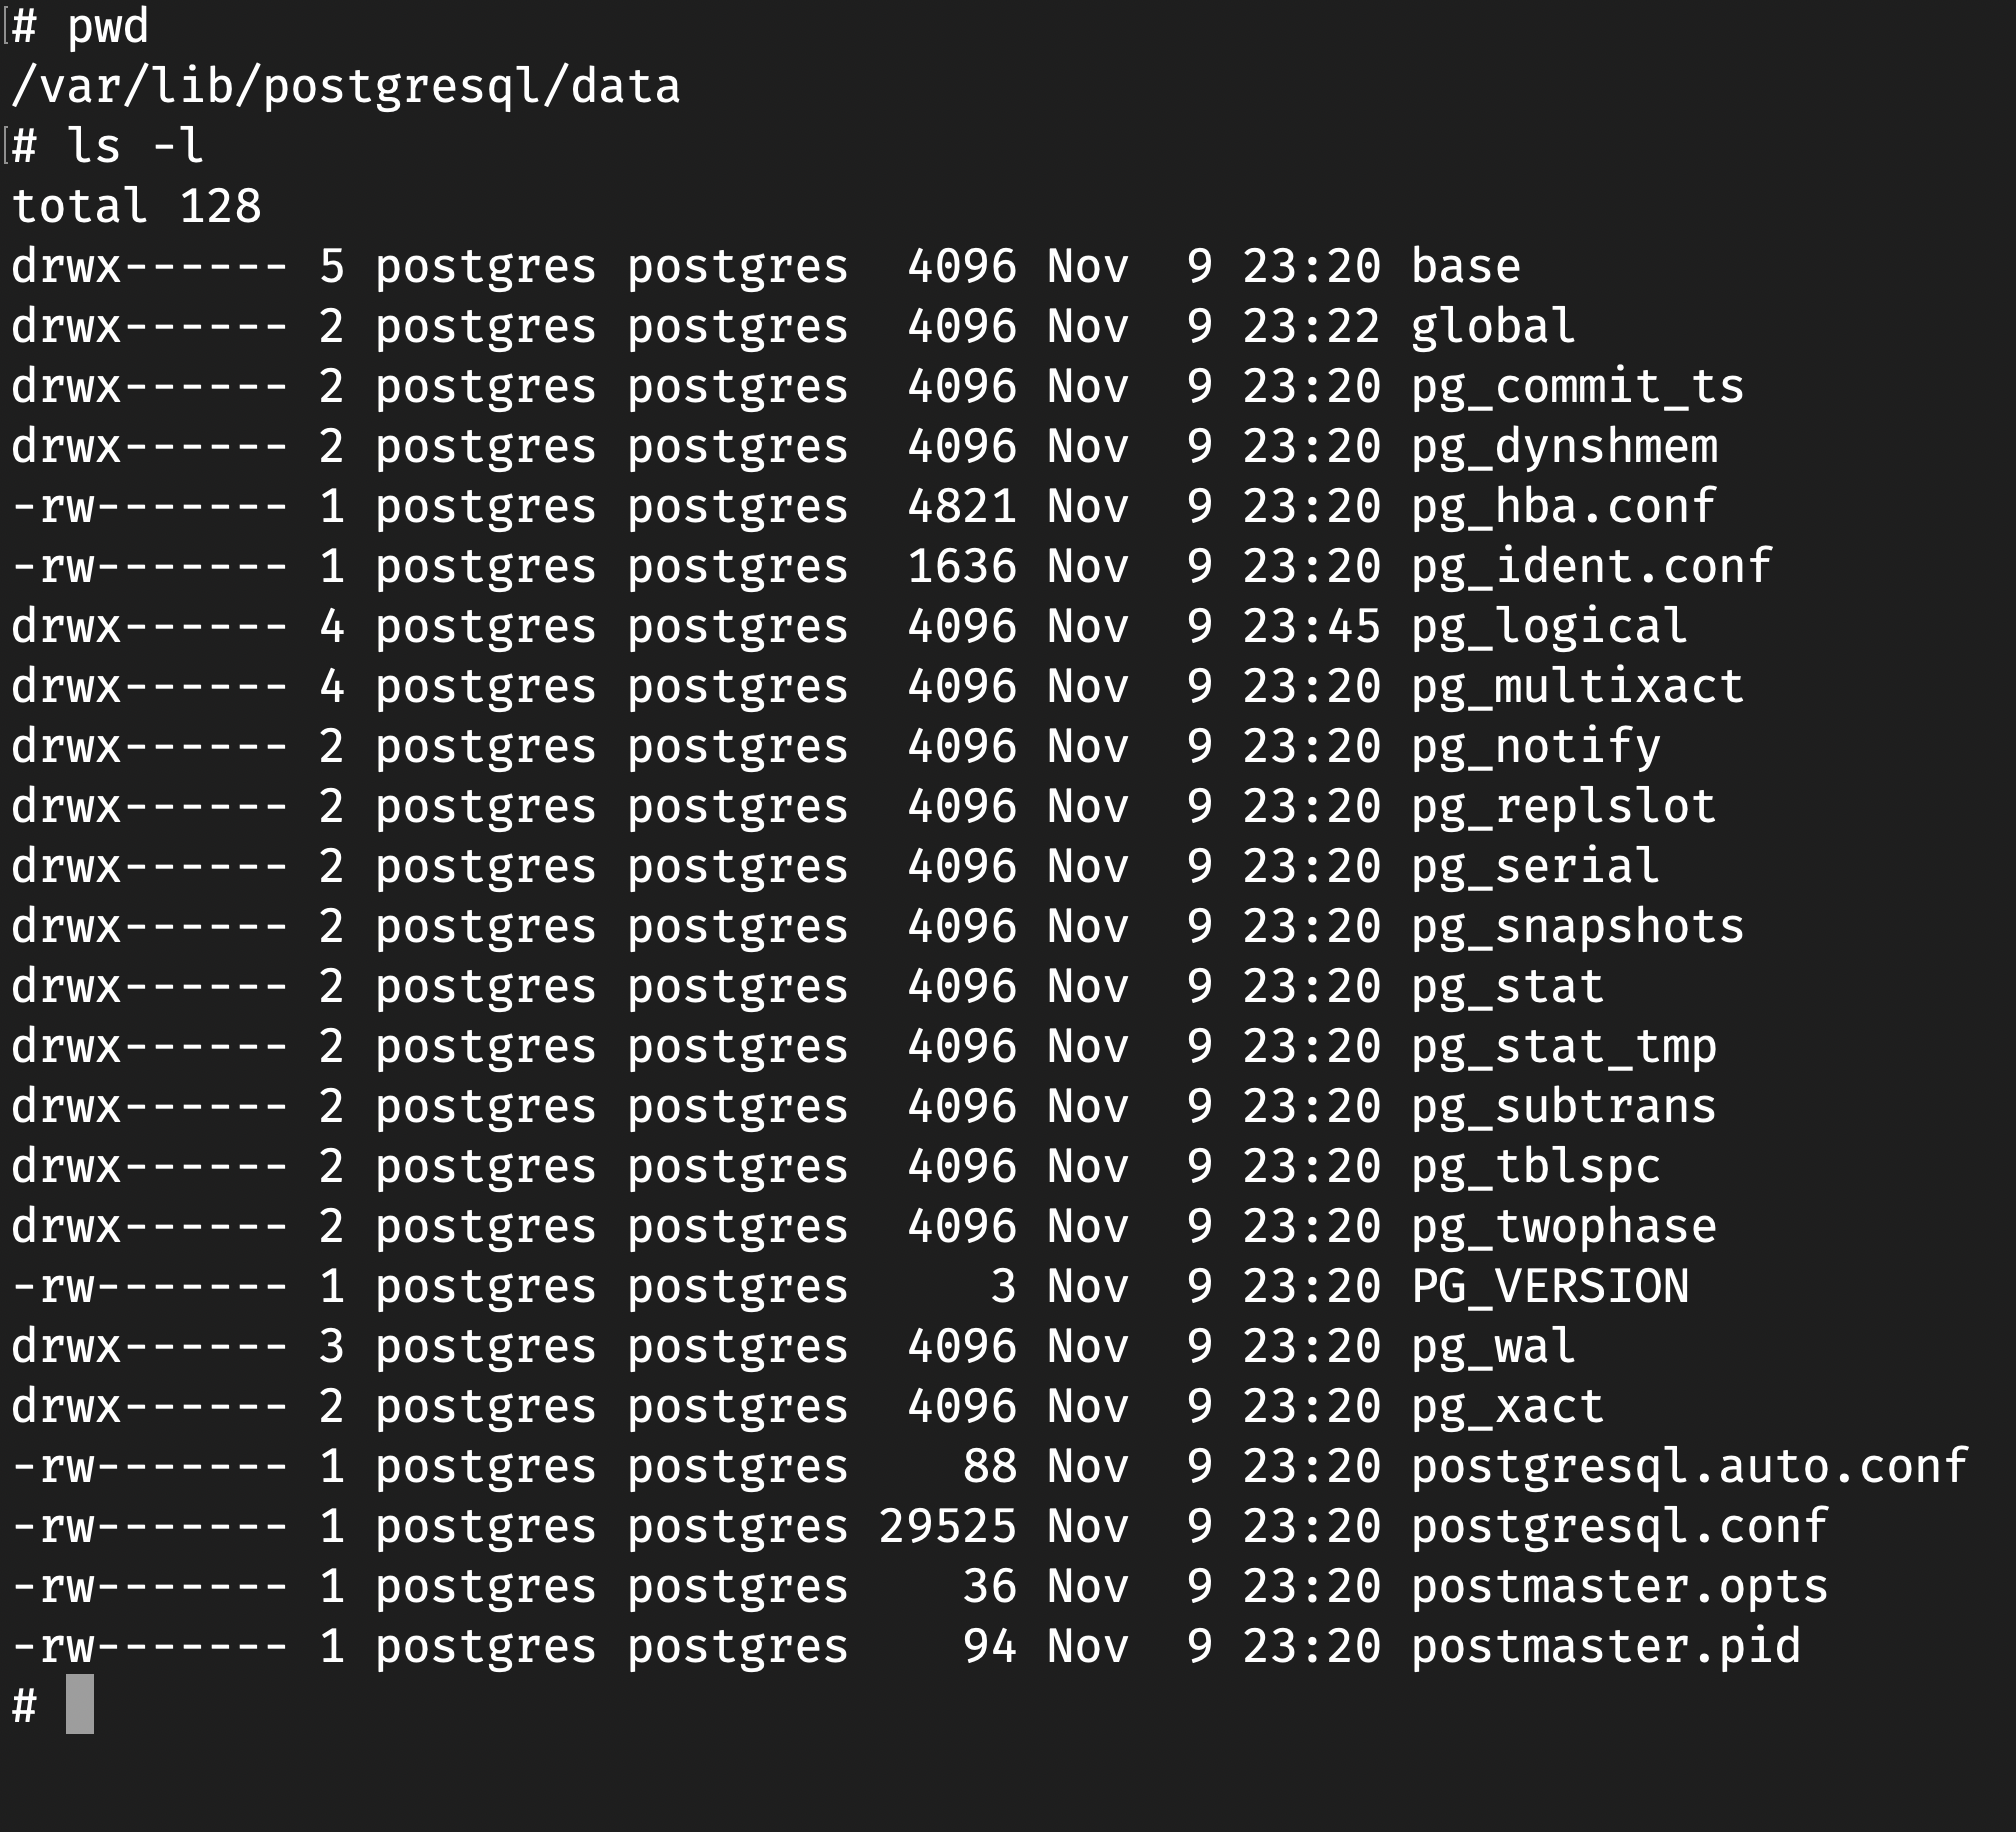 # pwd
/var/lib/postgresql/data
# ls -l
total 128
drwx------ 5 postgres postgres  4096 Nov  9 23:20 base
drwx------ 2 postgres postgres  4096 Nov  9 23:22 global
drwx------ 2 postgres postgres  4096 Nov  9 23:20 pg_commit_ts
drwx------ 2 postgres postgres  4096 Nov  9 23:20 pg_dynshmem
-rw------- 1 postgres postgres  4821 Nov  9 23:20 pg_hba.conf
-rw------- 1 postgres postgres  1636 Nov  9 23:20 pg_ident.conf
drwx------ 4 postgres postgres  4096 Nov  9 23:45 pg_logical
drwx------ 4 postgres postgres  4096 Nov  9 23:20 pg_multixact
drwx------ 2 postgres postgres  4096 Nov  9 23:20 pg_notify
drwx------ 2 postgres postgres  4096 Nov  9 23:20 pg_replslot
drwx------ 2 postgres postgres  4096 Nov  9 23:20 pg_serial
drwx------ 2 postgres postgres  4096 Nov  9 23:20 pg_snapshots
drwx------ 2 postgres postgres  4096 Nov  9 23:20 pg_stat
drwx------ 2 postgres postgres  4096 Nov  9 23:20 pg_stat_tmp
drwx------ 2 postgres postgres  4096 Nov  9 23:20 pg_subtrans
drwx------ 2 postgres postgres  4096 Nov  9 23:20 pg_tblspc
drwx------ 2 postgres postgres  4096 Nov  9 23:20 pg_twophase
-rw------- 1 postgres postgres     3 Nov  9 23:20 PG_VERSION
drwx------ 3 postgres postgres  4096 Nov  9 23:20 pg_wal
drwx------ 2 postgres postgres  4096 Nov  9 23:20 pg_xact
-rw------- 1 postgres postgres    88 Nov  9 23:20 postgresql.auto.conf
-rw------- 1 postgres postgres 29525 Nov  9 23:20 postgresql.conf
-rw------- 1 postgres postgres    36 Nov  9 23:20 postmaster.opts
-rw------- 1 postgres postgres    94 Nov  9 23:20 postmaster.pid
#